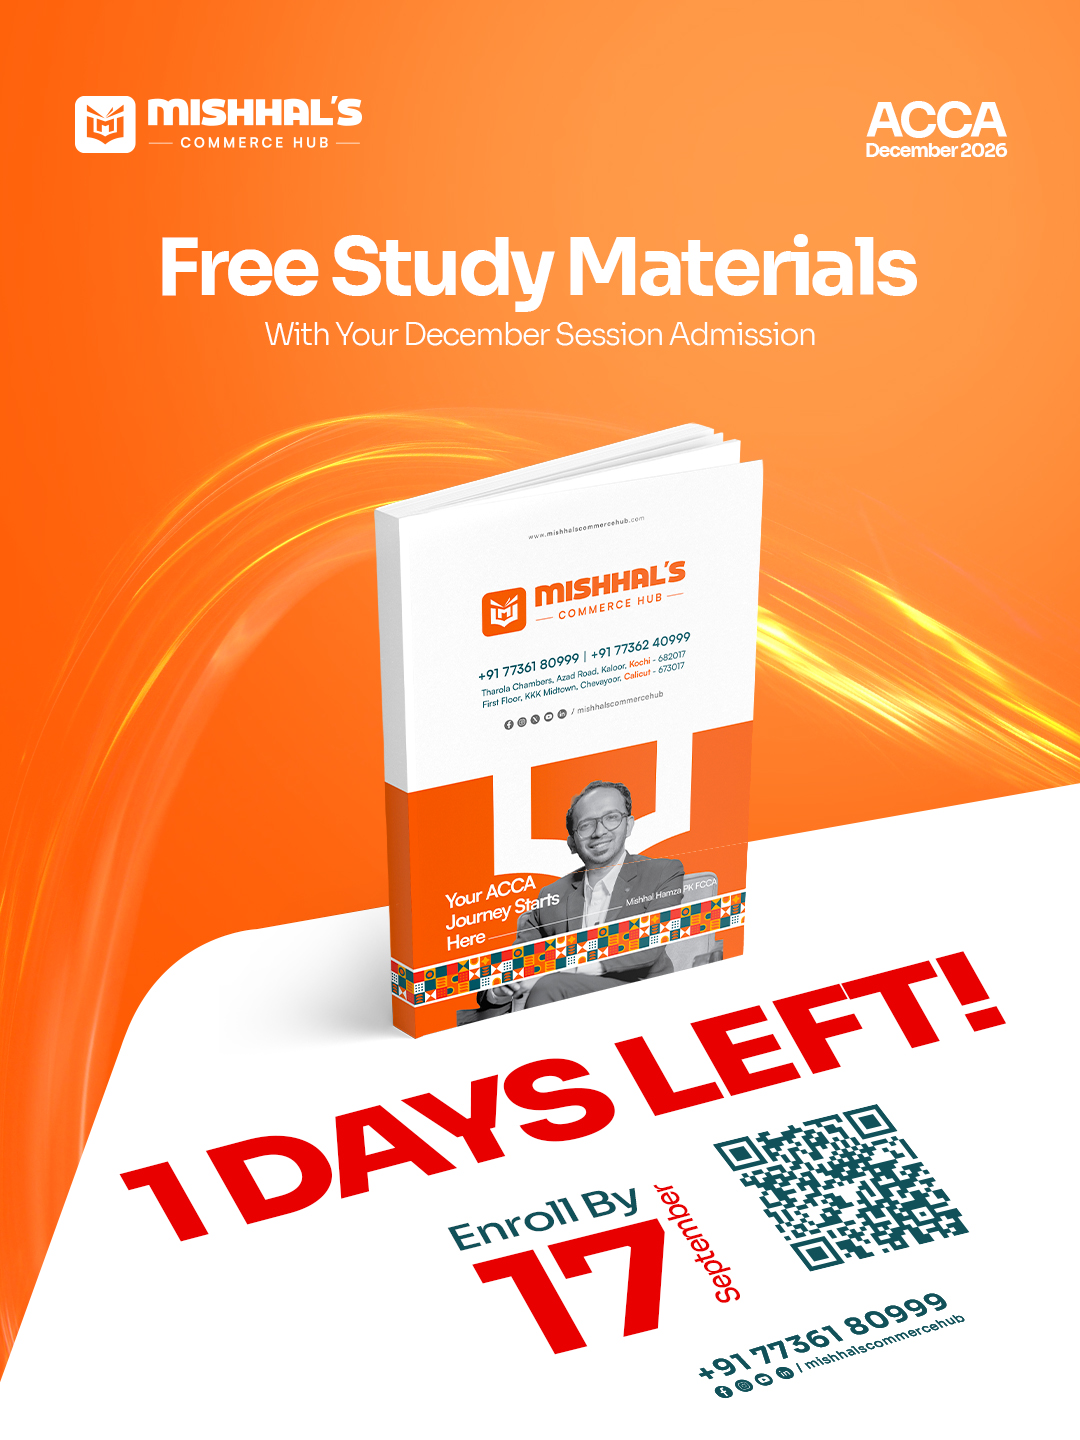 MISHHAL'S
COMMERCE HUB
ACCA
December 2026
Free Study Materials
With Your December Session Admission
www.mishhalscommercehub.com
MISHHAL'S
COMMERCE HUB
+91 77361 80999 | +91 77362 40999
Tharola Chambers, Azad Road, Kaloor, Kochi - 682017
First Floor, KKK Midtown, Chevayoor, Calicut - 673017
/ mishhalscommercehub
Your ACCA
Journey Starts
Here
Mishhal Hamza PK FCCA
1 DAYS LEFT!
Enroll By
17
September
+91 77361 80999
/ mishhalscommercehub